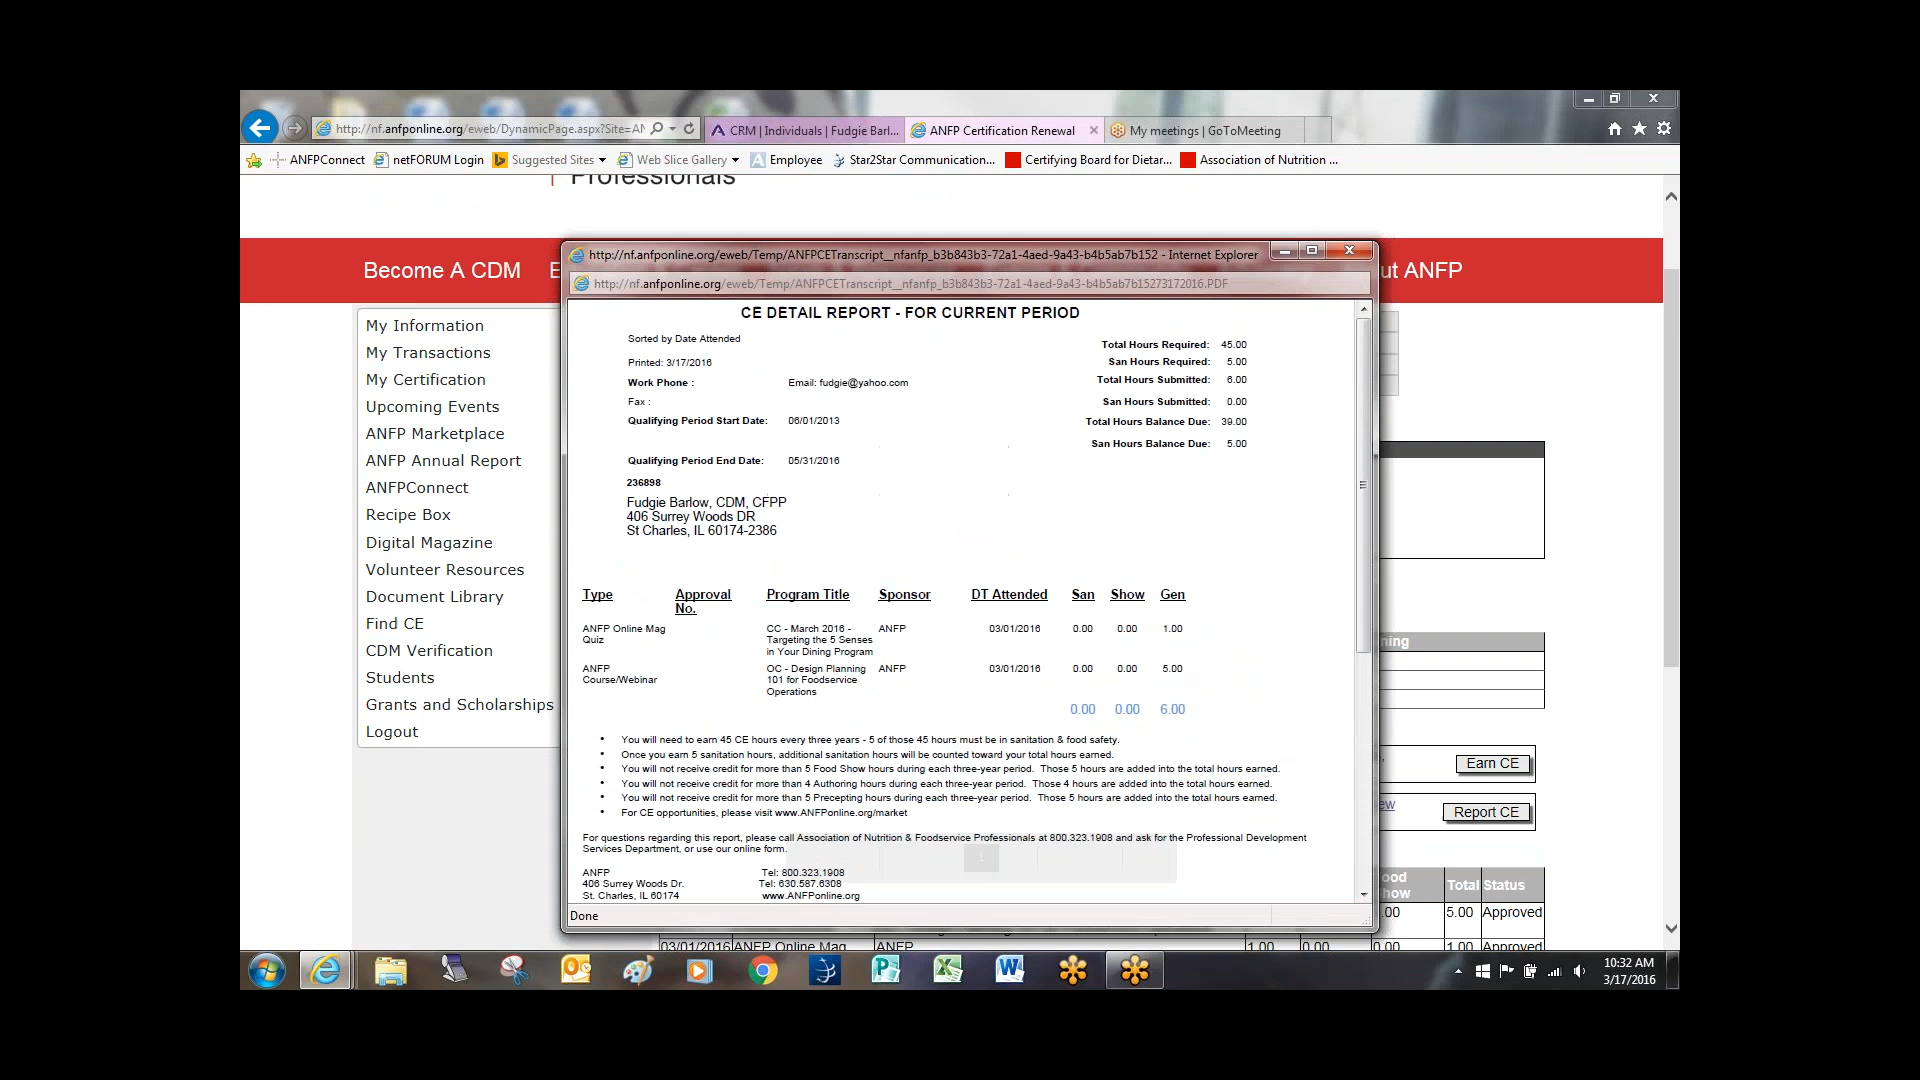 http://nf.anfponline.org/eweb/DynamicPage.aspx?Site=AN
CRM | Individuals | Fudgie Barl...
ANFP Certification Renewal
My meetings | GoToMeeting
ANFPConnect
netFORUM Login
Suggested Sites
Web Slice Gallery
Employee
Star2Star Communication...
Certifying Board for Dietar...
Association of Nutrition ...
Professionals
Become A CDM
ut ANFP
My Information
My Transactions
My Certification
Upcoming Events
ANFP Marketplace
ANFP Annual Report
ANFPConnect
Recipe Box
Digital Magazine
Volunteer Resources
Document Library
Find CE
CDM Verification
Students
Grants and Scholarships
Logout
http://nf.anfponline.org/eweb/Temp/ANFPCETranscript__nfanfp_b3b843b3-72a1-4aed-9a43-b4b5ab7b152 - Internet Explorer
http://nf.anfponline.org/eweb/Temp/ANFPCETranscript__nfanfp_b3b843b3-72a1-4aed-9a43-b4b5ab7b15273172016.PDF
CE DETAIL REPORT - FOR CURRENT PERIOD
Sorted by Date Attended
Printed: 3/17/2016
Work Phone : Email: fudgie@yahoo.com
Fax :
Qualifying Period Start Date: 06/01/2013
Qualifying Period End Date: 05/31/2016
Total Hours Required: 45.00
San Hours Required: 5.00
Total Hours Submitted: 6.00
San Hours Submitted: 0.00
Total Hours Balance Due: 39.00
San Hours Balance Due: 5.00
236898
Fudgie Barlow, CDM, CFPP
406 Surrey Woods DR
St Charles, IL 60174-2386
Type Approval Program Title Sponsor DT Attended San Show Gen
No.
ANFP Online Mag CC - March 2016 - ANFP 03/01/2016 0.00 0.00 1.00
Quiz Targeting the 5 Senses
in Your Dining Program
ANFP OC - Design Planning ANFP 03/01/2016 0.00 0.00 5.00
Course/Webinar 101 for Foodservice
Operations
0.00 0.00 6.00
• You will need to earn 45 CE hours every three years - 5 of those 45 hours must be in sanitation & food safety.
• Once you earn 5 sanitation hours, additional sanitation hours will be counted toward your total hours earned.
• You will not receive credit for more than 5 Food Show hours during each three-year period. Those 5 hours are added into the total hours earned.
• You will not receive credit for more than 4 Authoring hours during each three-year period. Those 4 hours are added into the total hours earned.
• You will not receive credit for more than 5 Precepting hours during each three-year period. Those 5 hours are added into the total hours earned.
• For CE opportunities, please visit www.ANFPonline.org/market
For questions regarding this report, please call Association of Nutrition & Foodservice Professionals at 800.323.1908 and ask for the Professional Development
Services Department, or use our online form.
ANFP Tel: 800.323.1908
406 Surrey Woods Dr. Tel: 630.587.6308
St. Charles, IL 60174 www.ANFPonline.org
Done
ning
Earn CE
ew
Report CE
ood
how Total Status
.00 5.00 Approved
03/01/2016 ANFP Online Mag ANFP 1.00 0.00 0.00 1.00 Approved
10:32 AM
3/17/2016